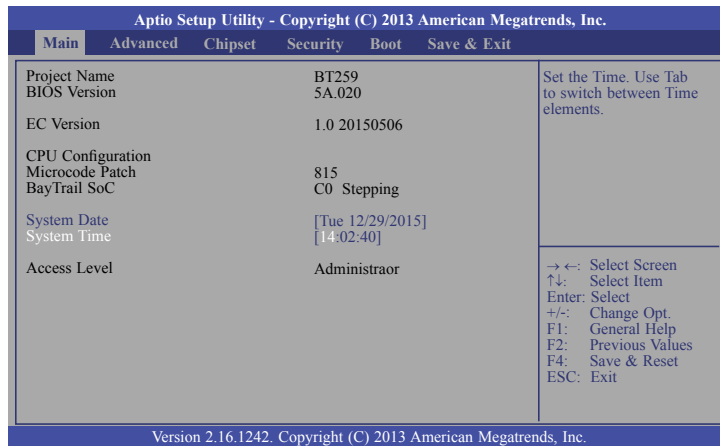 Aptio Setup Utility - Copyright (C) 2013 American Megatrends, Inc.
Main Advanced Chipset Security Boot Save & Exit
Project Name BT259
BIOS Version 5A.020
EC Version 1.0 20150506
CPU Configuration
Microcode Patch 815
BayTrail SoC C0 Stepping
System Date [Tue 12/29/2015]
System Time [14:02:40]
Access Level Administraor
Set the Time. Use Tab
to switch between Time
elements.
→ ←: Select Screen
↑↓: Select Item
Enter: Select
+/-: Change Opt.
F1: General Help
F2: Previous Values
F4: Save & Reset
ESC: Exit
Version 2.16.1242. Copyright (C) 2013 American Megatrends, Inc.